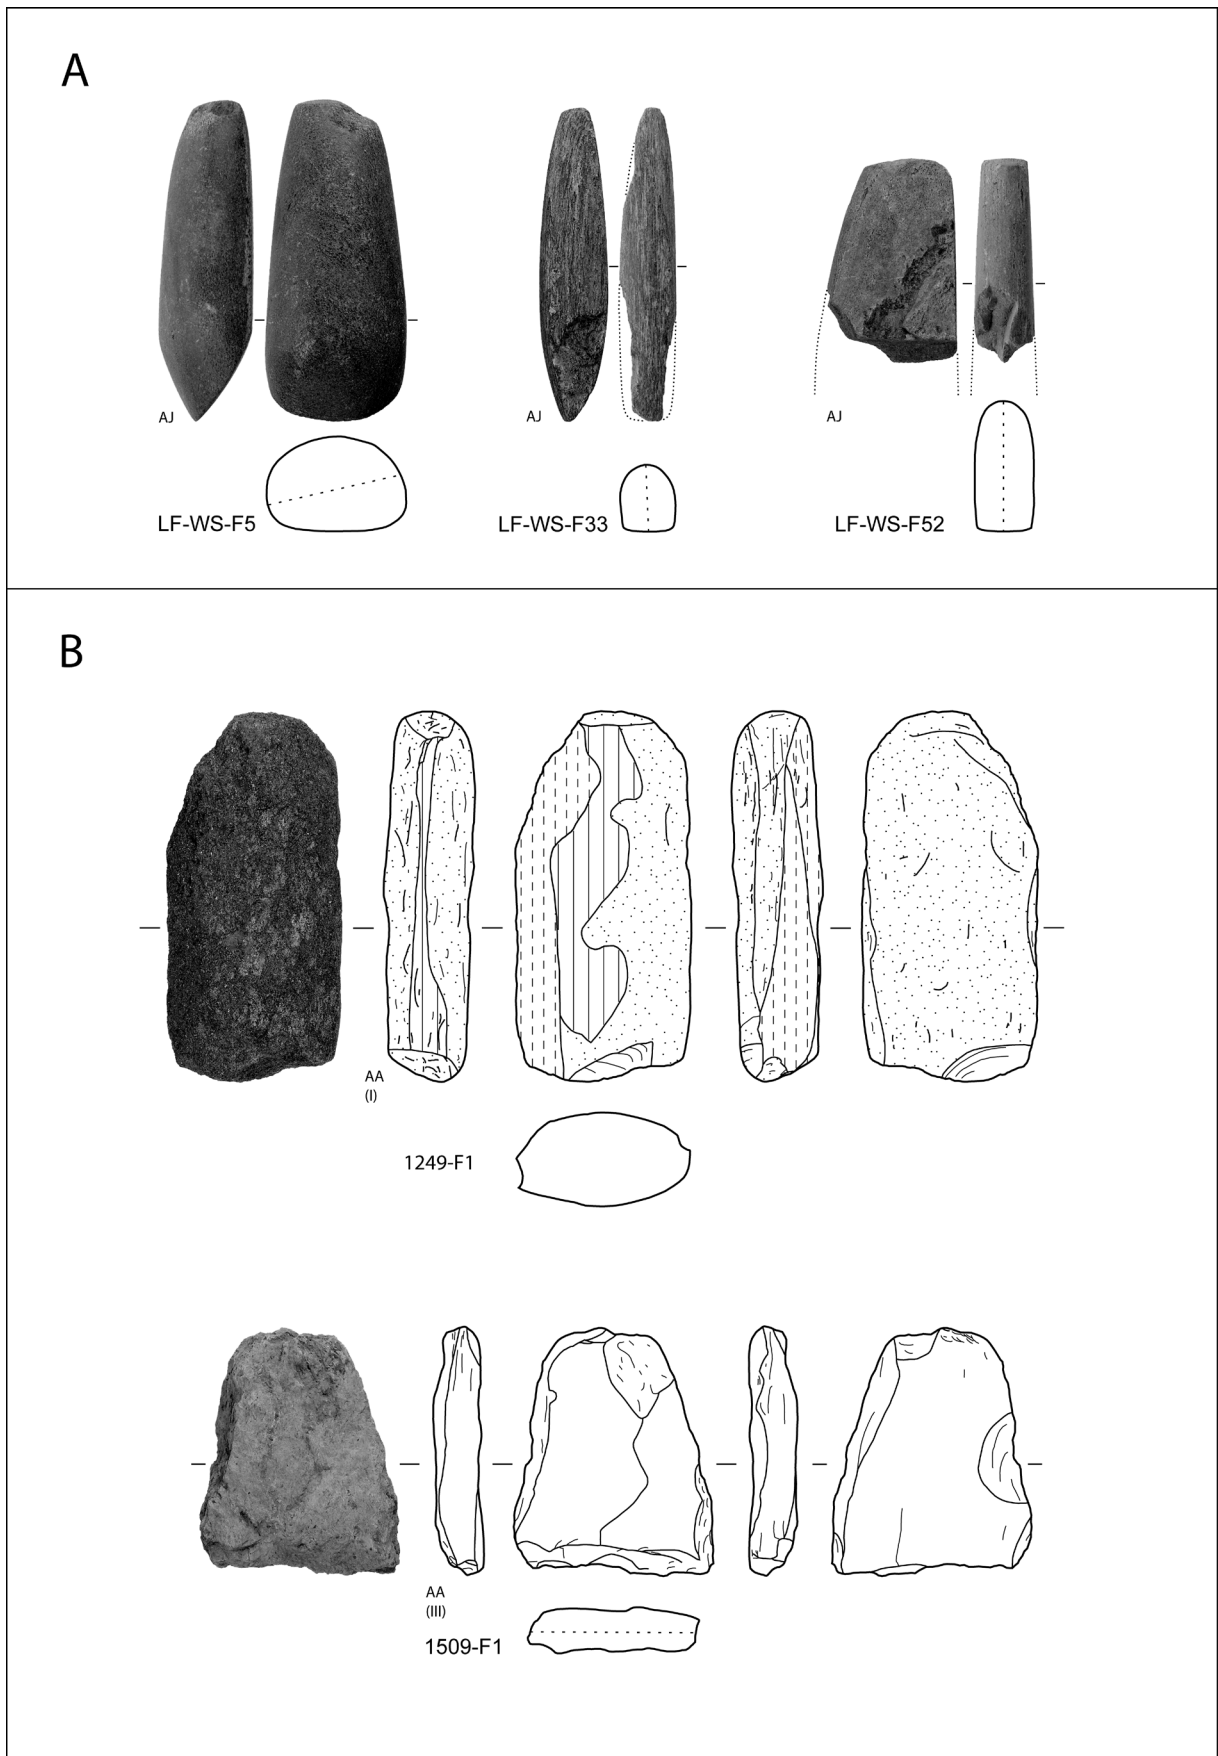 A
AJ
LF-WS-F5
AJ
LF-WS-F33
AJ
LF-WS-F52
B
AA
(I)
1249-F1
AA
(III)
1509-F1